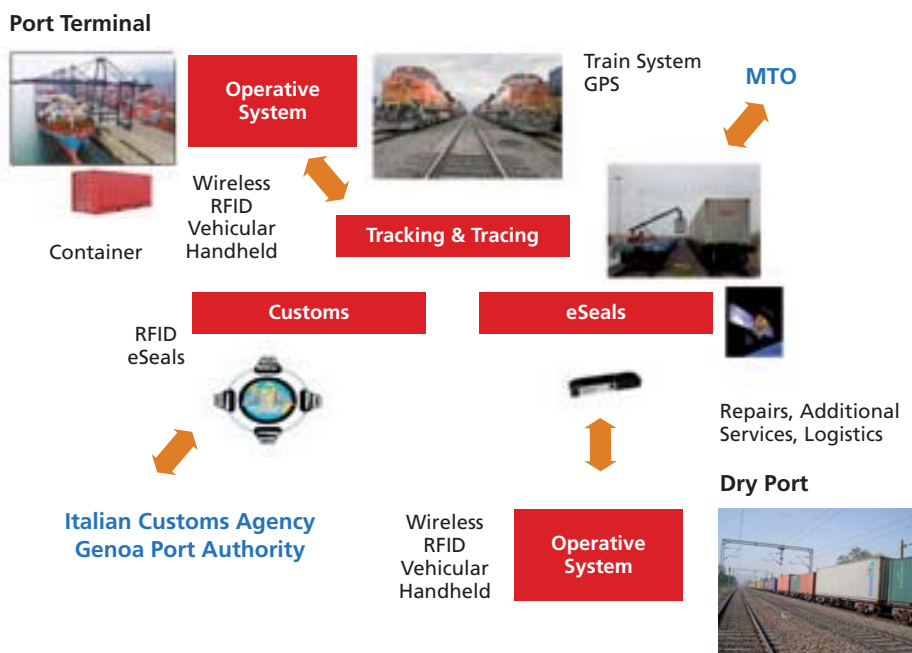 Port Terminal
Operative
System
Train System
GPS
MTO
Wireless
RFID
Vehicular
Handheld
Container
Tracking & Tracing
Customs
eSeals
RFID
eSeals
Repairs, Additional
Services, Logistics
Dry Port
Italian Customs Agency
Genoa Port Authority
Wireless
RFID
Vehicular
Handheld
Operative
System